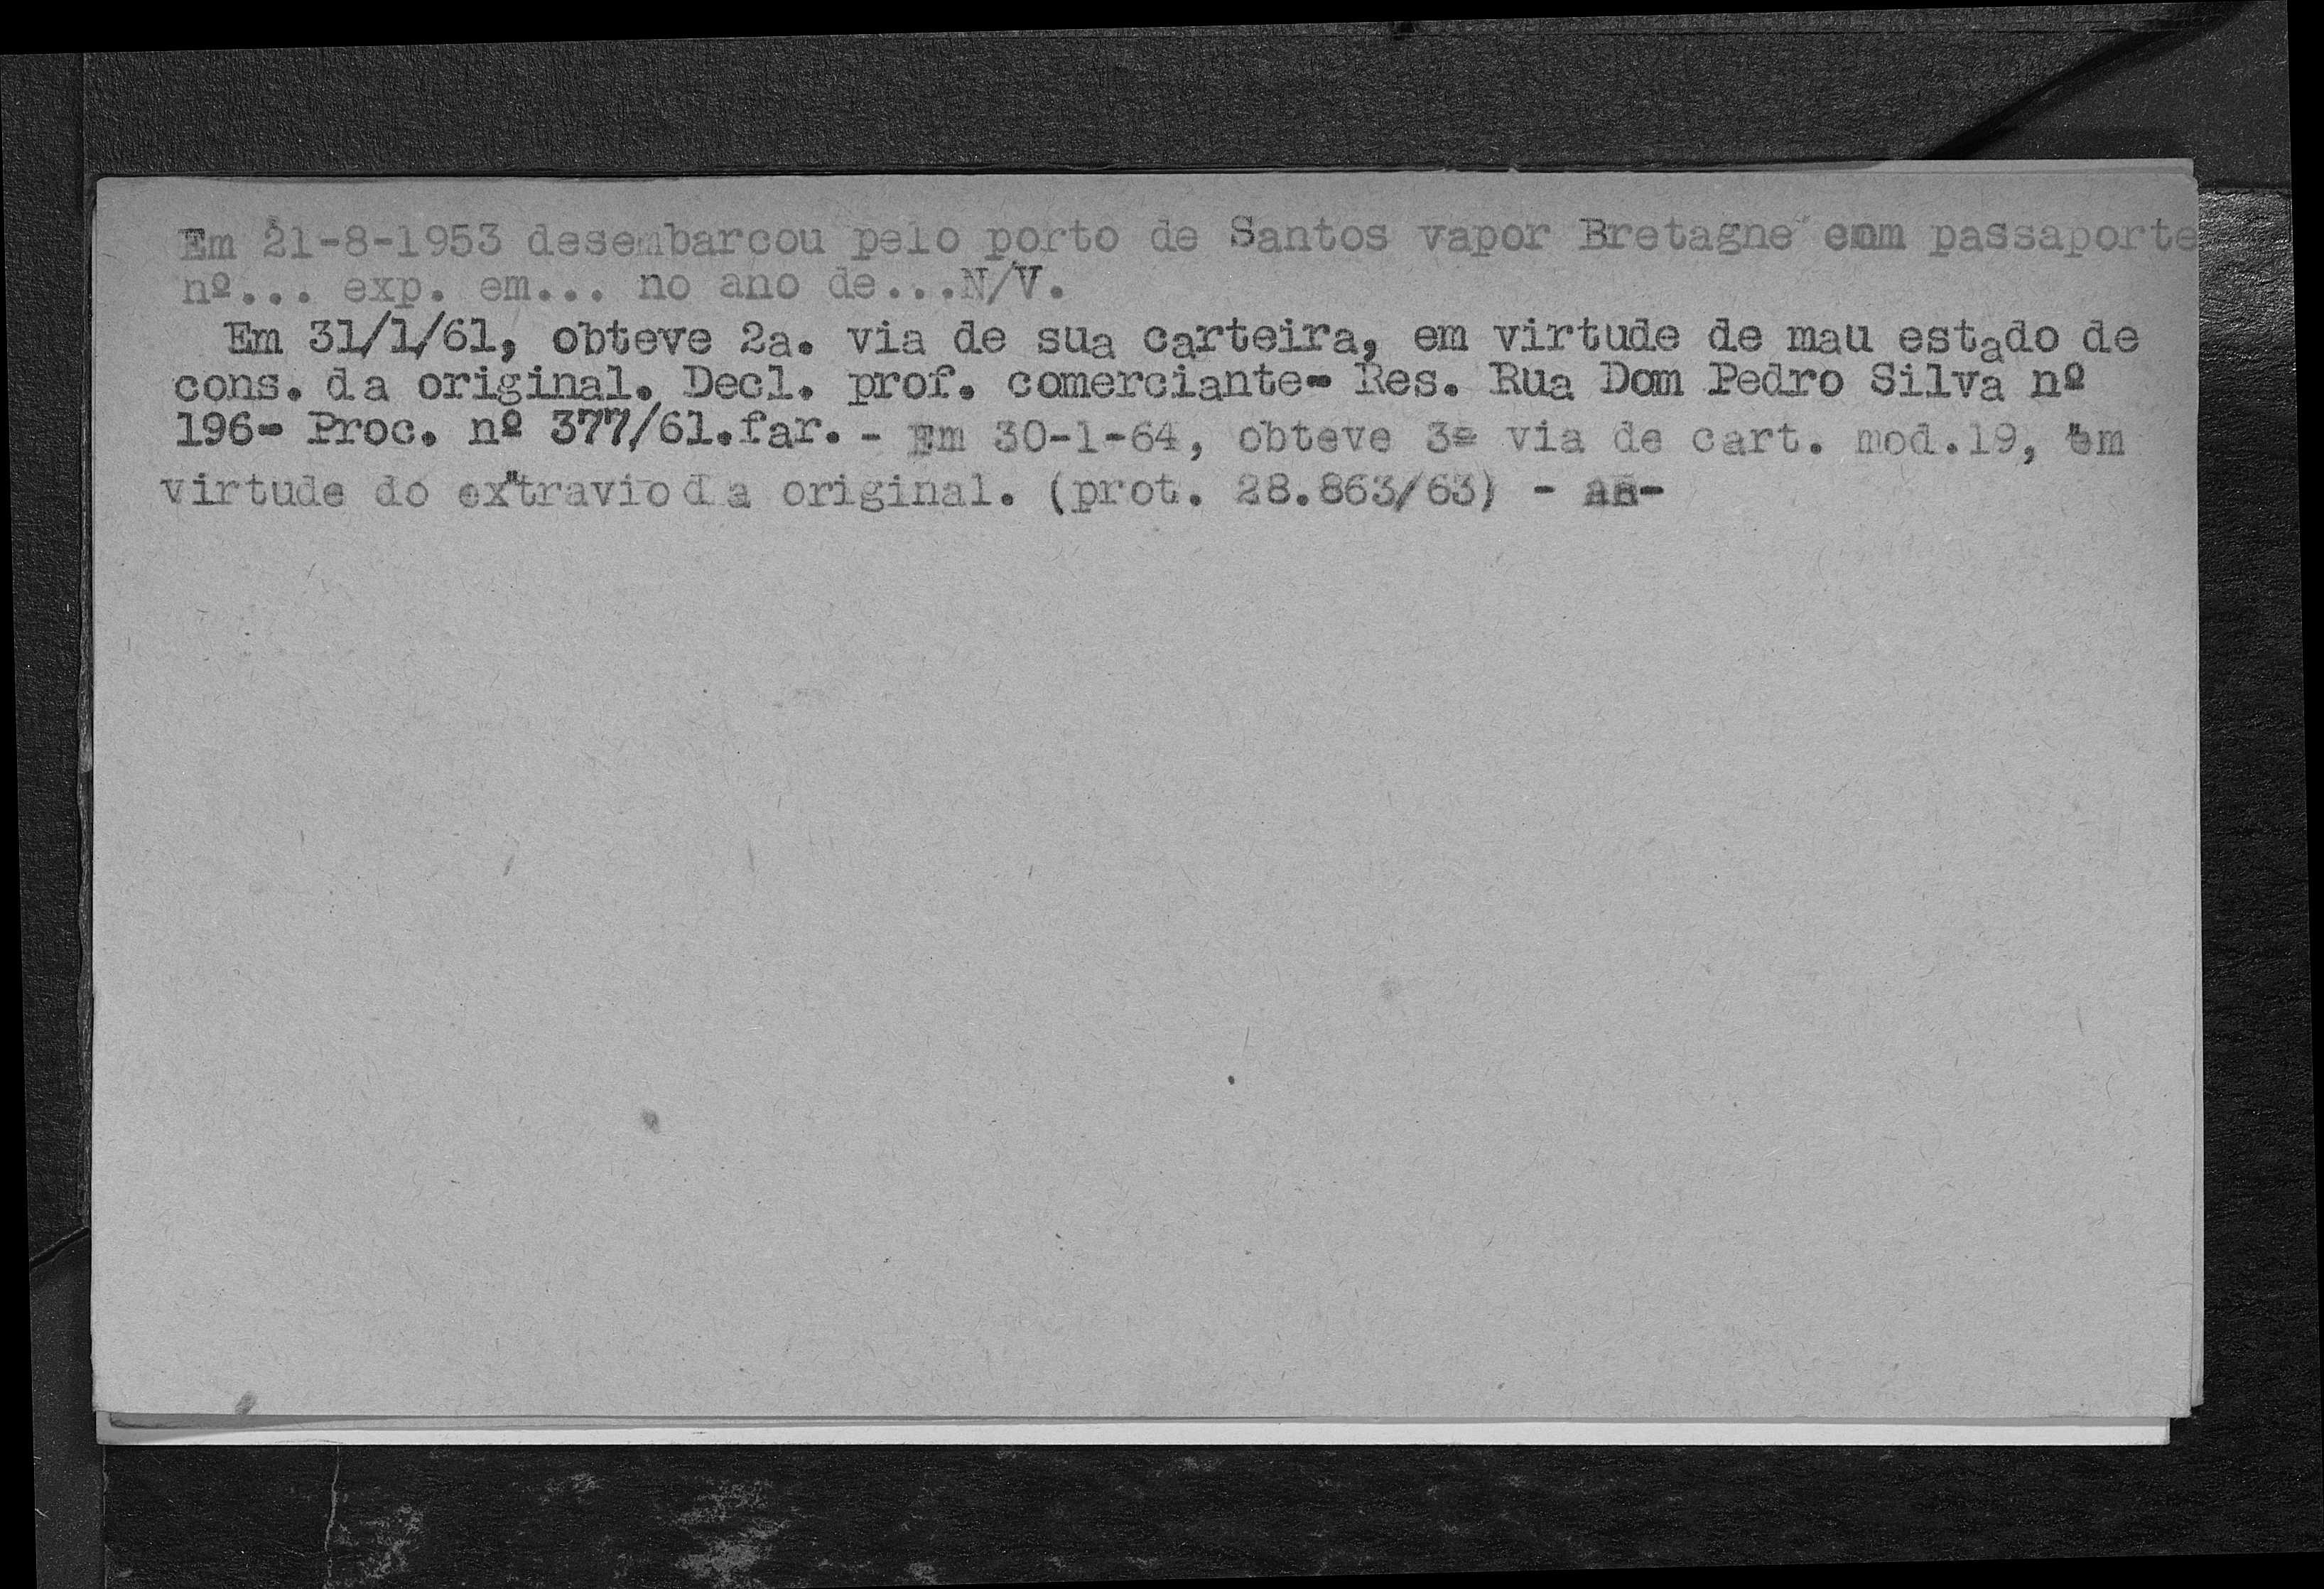 Em 21-8-1953 desembarcou pelo porto de Santos vapor Bretagne" com passaporte
nº... exp. em... no ano de...N/V.
Em 31/1/61, obteve 2a. via de sua carteira, em virtude de mau estado de
cons. da original. Decl. prof. comerciante- Res. Rua Dom Pedro Silva nº
196- Proc. nº 377/61.far. - Em 30-1-64, obteve 3ª via de cart. mod.19, "em
virtude do ex"travio da original. (prot. 28.863/63) -